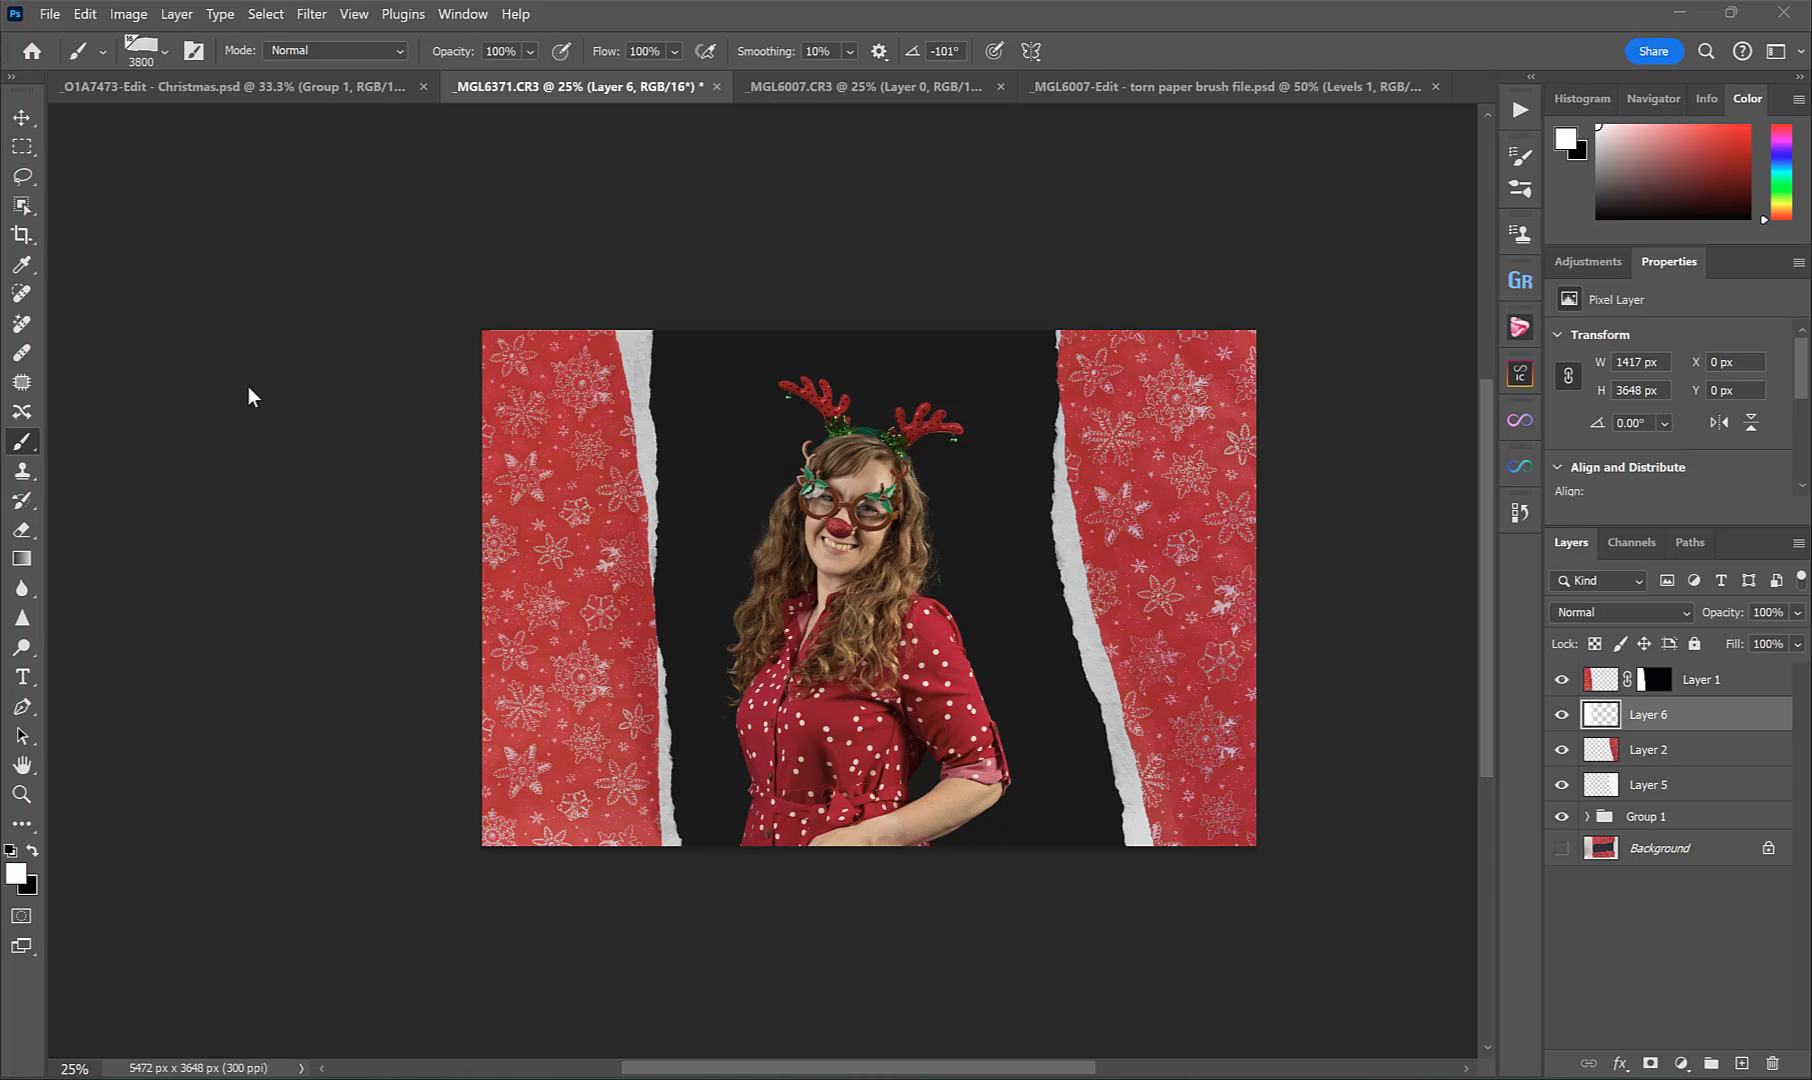 Ps File Edit Image Layer Type Select Filter View Plugins Window Help
16 3800 Mode: Normal Opacity: 100% Flow: 100% Smoothing: 10% -101° Share
_O1A7473-Edit - Christmas.psd @ 33.3% (Group 1, RGB/1... _MGL6371.CR3 @ 25% (Layer 6, RGB/16*) * _MGL6007.CR3 @ 25% (Layer 0, RGB/1... _MGL6007-Edit - torn paper brush file.psd @ 50% (Levels 1, RGB/...
Histogram Navigator Info Color
Adjustments Properties
Gr
Pixel Layer
Transform
W 1417 px X 0 px
IC
H 3648 px Y 0 px
0.00°
Align and Distribute
Align:
Layers Channels Paths
Kind
Normal Opacity: 100%
Lock: Fill: 100%
Layer 1
Layer 6
Layer 2
Layer 5
Group 1
Background
25% 5472 px x 3648 px (300 ppi)
fx